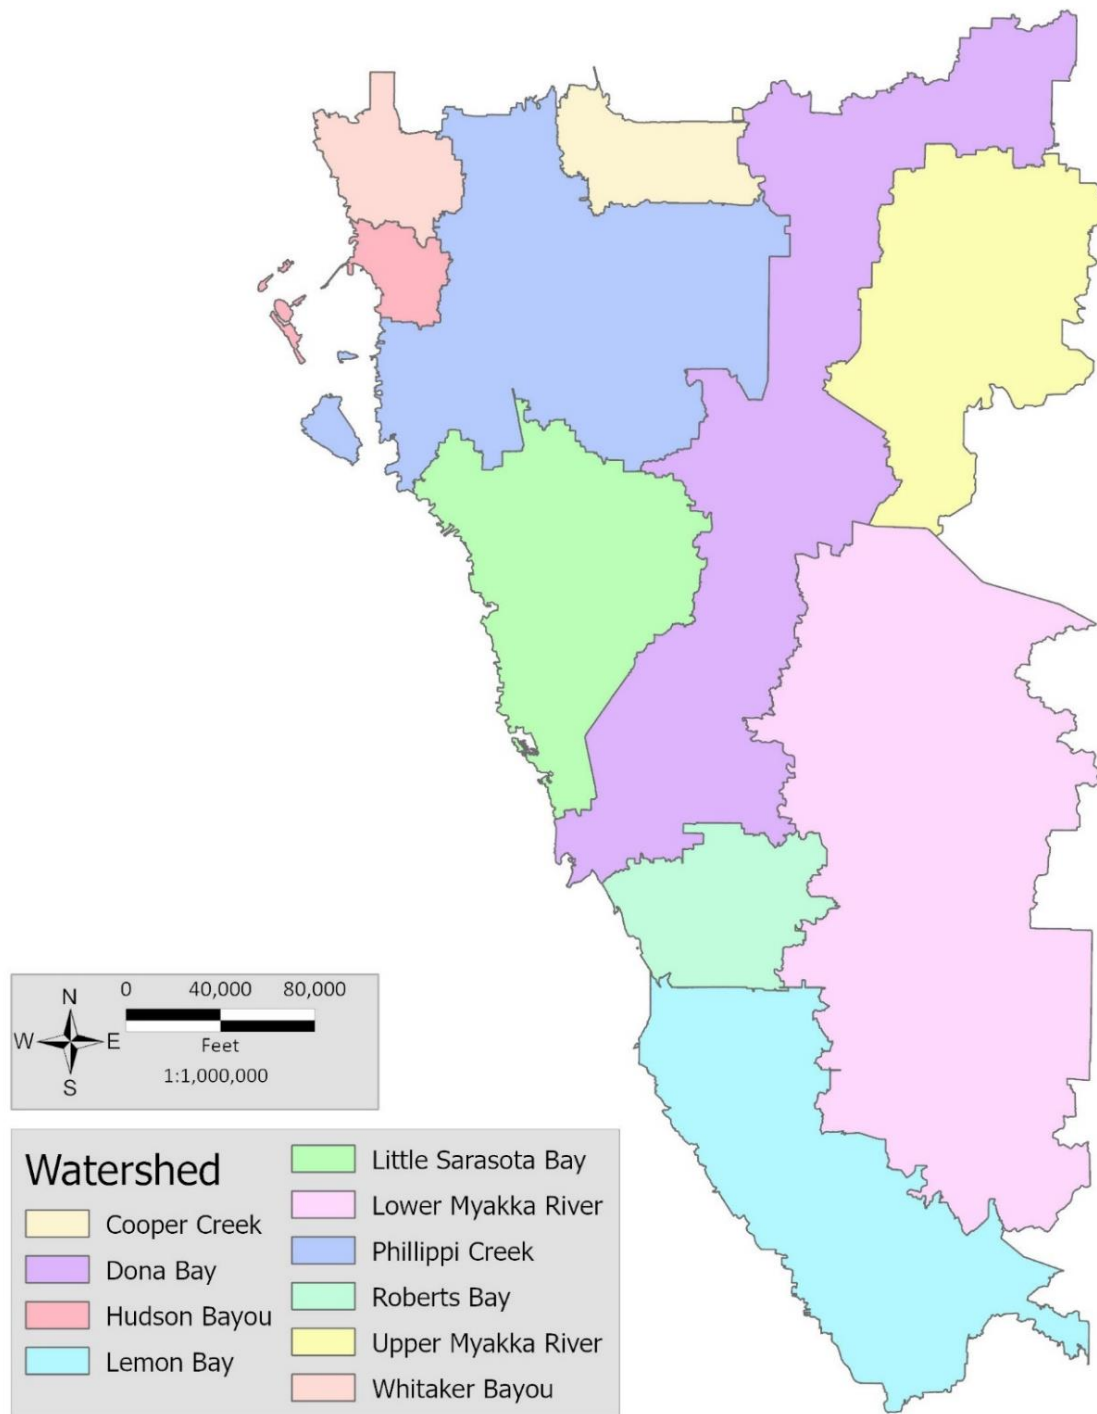 N
W E
S
0 40,000 80,000
Feet
1:1,000,000
Watershed
Cooper Creek
Dona Bay
Hudson Bayou
Lemon Bay
Little Sarasota Bay
Lower Myakka River
Phillippi Creek
Roberts Bay
Upper Myakka River
Whitaker Bayou